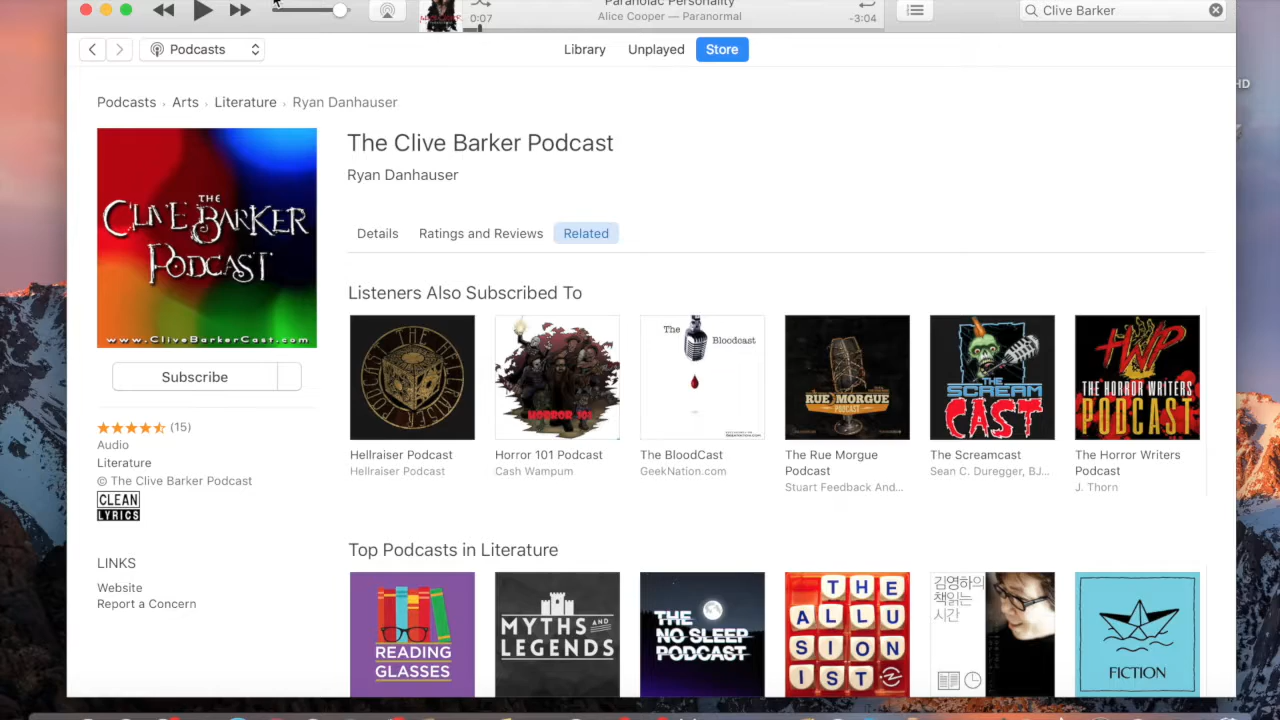 Paranoiac Personality
0:07
Alice Cooper — Paranormal
-3:04
Clive Barker
Podcasts
Library
Unplayed
Store
HD
Podcasts › Arts › Literature › Ryan Danhauser
THE
CLIVE BARKER
PODCAST
www.CliveBarkerCast.com
The Clive Barker Podcast
Ryan Danhauser
Details
Ratings and Reviews
Related
Subscribe
(15)
Audio
Literature
© The Clive Barker Podcast
CLEAN
LYRICS
LINKS
Website
Report a Concern
Listeners Also Subscribed To
HORROR 101
The
Bloodcast
RUE MORGUE
PODCAST
THE
SCREAM
CAST
HWP
THE HORROR WRITERS
PODCAST
Hellraiser Podcast
Hellraiser Podcast
Horror 101 Podcast
Cash Wampum
The BloodCast
GeekNation.com
The Rue Morgue
Podcast
Stuart Feedback And...
The Screamcast
Sean C. Duregger, BJ...
The Horror Writers
Podcast
J. Thorn
Top Podcasts in Literature
READING
GLASSES
MYTHS AND
LEGENDS
THE
NO SLEEP
PODCAST
THE
ALLU
SION
IST
김영하의
책읽는
시간
FICTION